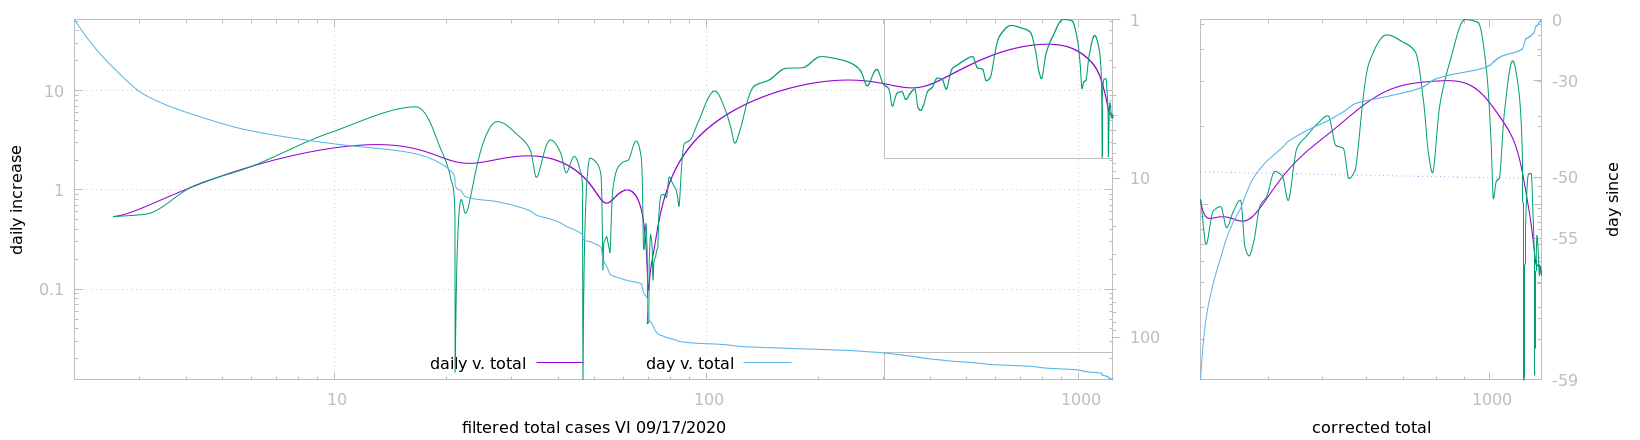 daily increase
10
1
0.1
daily v. total
day v. total
10
100
1000
filtered total cases VI 09/17/2020
1
10
100
0
-30
-50
-55
-59
day since
1000
corrected total